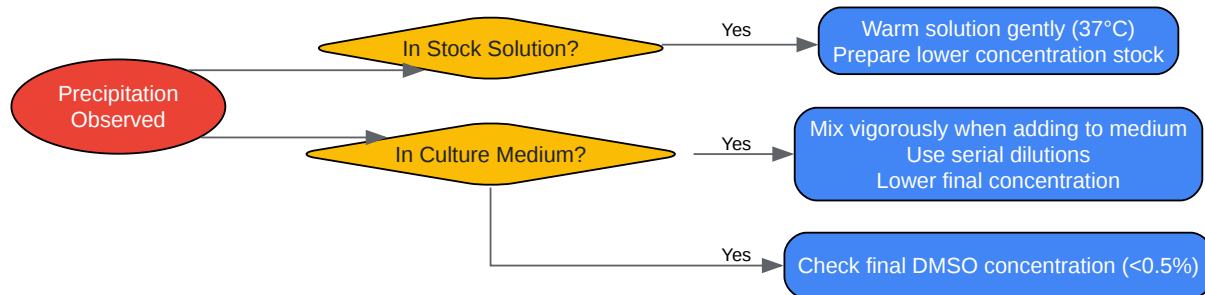 Precipitation
Observed
In Stock Solution?
Yes
Warm solution gently (37°C)
Prepare lower concentration stock
In Culture Medium?
Yes
Mix vigorously when adding to medium
Use serial dilutions
Lower final concentration
Yes
Check final DMSO concentration (<0.5%)